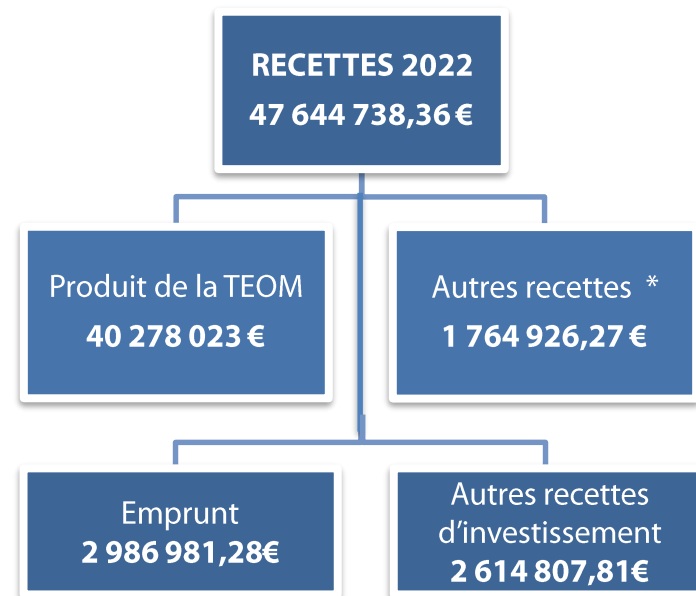 RECETTES 2022
47 644 738,36 €
Produit de la TEOM
40 278 023 €
Autres recettes *
1 764 926,27 €
Emprunt
2 986 981,28€
Autres recettes
d’investissement
2 614 807,81€